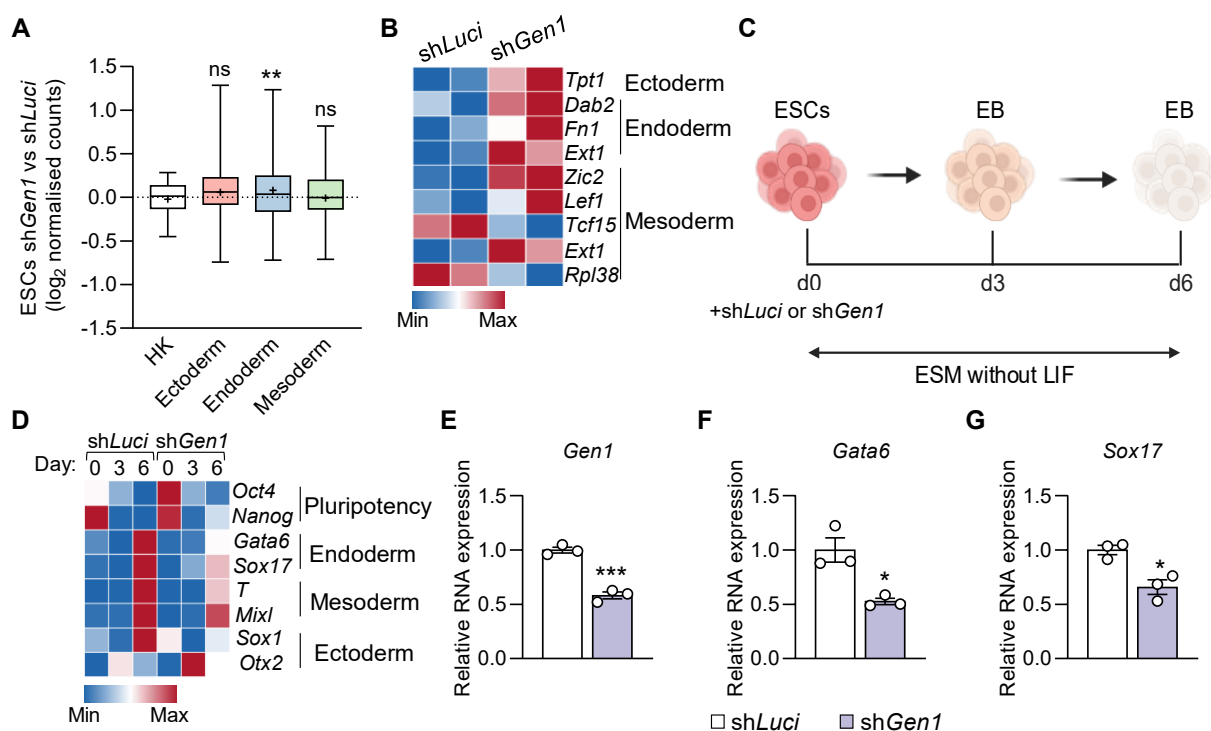 A
ESCs shGen1 vs shLuci
(log2 normalised counts)
1.5
1.0
0.5
0.0
-0.5
-1.0
-1.5
ns
**
ns
HK
Ectoderm
Endoderm
Mesoderm
B
shLuci
shGen1
Tpt1
Dab2
Fn1
Ext1
Zic2
Lef1
Tcf15
Ext1
Rpl38
Ectoderm
Endoderm
Mesoderm
Min
Max
C
ESCs
EB
EB
d0
d3
d6
+shLuci or shGen1
ESM without LIF
D
shLuci shGen1
Day: 0 3 6 0 3 6
Oct4
Nanog
Gata6
Sox17
T
Mixl
Sox1
Otx2
Pluripotency
Endoderm
Mesoderm
Ectoderm
Min
Max
E
Gen1
Relative RNA expression
1.5
1.0
0.5
0.0
***
F
Gata6
Relative RNA expression
1.5
1.0
0.5
0.0
*
G
Sox17
Relative RNA expression
1.5
1.0
0.5
0.0
*
shLuci
shGen1